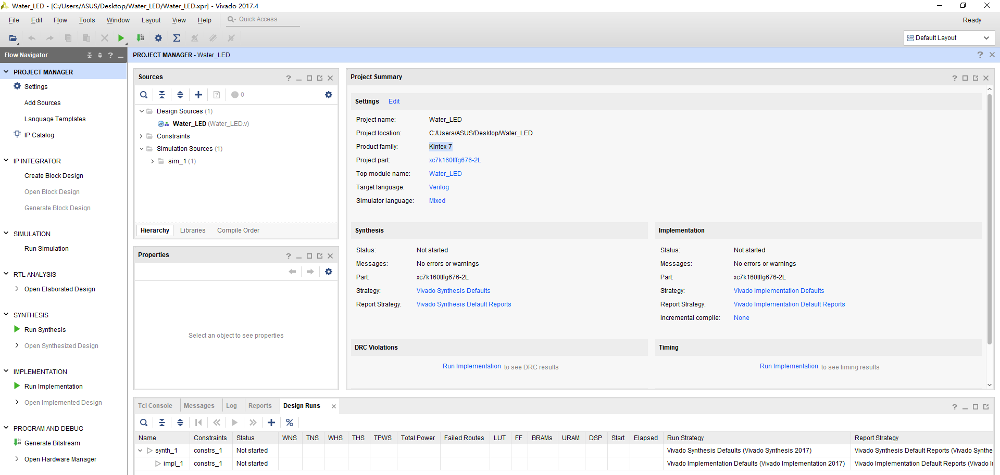 Water_LED - [C:/Users/ASUS/Desktop/Water_LED/Water_LED.xpr] - Vivado 2017.4
File Edit Flow Tools Window Layout View Help Quick Access Ready
Default Layout
Flow Navigator
PROJECT MANAGER
Settings
Add Sources
Language Templates
IP Catalog
IP INTEGRATOR
Create Block Design
Open Block Design
Generate Block Design
SIMULATION
Run Simulation
RTL ANALYSIS
Open Elaborated Design
SYNTHESIS
Run Synthesis
Open Synthesized Design
IMPLEMENTATION
Run Implementation
Open Implemented Design
PROGRAM AND DEBUG
Generate Bitstream
Open Hardware Manager
PROJECT MANAGER - Water_LED
Sources
0
Design Sources (1)
Water_LED (Water_LED.v)
Constraints
Simulation Sources (1)
sim_1 (1)
Hierarchy Libraries Compile Order
Properties
Select an object to see properties
Project Summary
Settings Edit
Project name: Water_LED
Project location: C:/Users/ASUS/Desktop/Water_LED
Product family: Kintex-7
Project part: xc7k160tffg676-2L
Top module name: Water_LED
Target language: Verilog
Simulator language: Mixed
Synthesis
Status: Not started
Messages: No errors or warnings
Part: xc7k160tffg676-2L
Strategy: Vivado Synthesis Defaults
Report Strategy: Vivado Synthesis Default Reports
Implementation
Status: Not started
Messages: No errors or warnings
Part: xc7k160tffg676-2L
Strategy: Vivado Implementation Defaults
Report Strategy: Vivado Implementation Default Reports
Incremental compile: None
DRC Violations
Run Implementation to see DRC results
Timing
Run Implementation to see timing results
Tcl Console Messages Log Reports Design Runs
Name Constraints Status WNS TNS WHS THS TPWS Total Power Failed Routes LUT FF BRAMs URAM DSP Start Elapsed Run Strategy Report Strategy
synth_1 constrs_1 Not started Vivado Synthesis Defaults (Vivado Synthesis 2017) Vivado Synthesis Default Reports (Vivado Synthe
impl_1 constrs_1 Not started Vivado Implementation Defaults (Vivado Implementation 2017) Vivado Implementation Default Reports (Vivado I